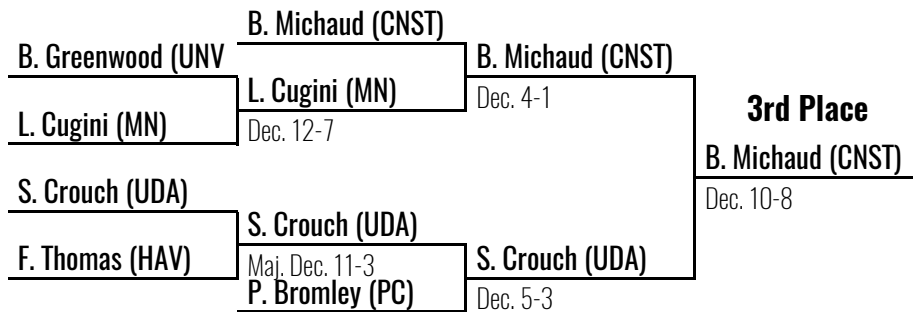 B. Michaud (CNST)
B. Greenwood (UNV
B. Michaud (CNST)
L. Cugini (MN)
Dec. 4-1
3rd Place
L. Cugini (MN)
Dec. 12-7
B. Michaud (CNST)
S. Crouch (UDA)
Dec. 10-8
S. Crouch (UDA)
F. Thomas (HAV)
Maj. Dec. 11-3
S. Crouch (UDA)
P. Bromley (PC)
Dec. 5-3